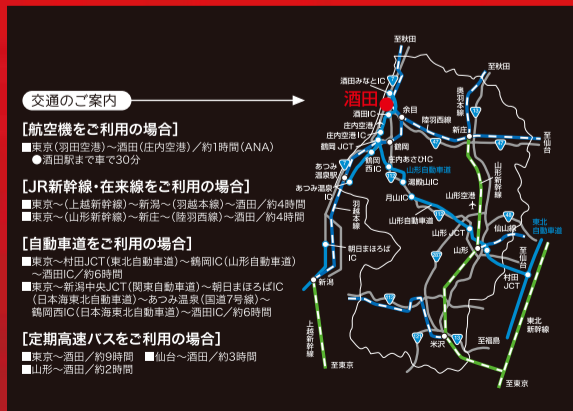 交通のご案内
[航空機をご利用の場合]
■東京(羽田空港)〜酒田(庄内空港)/約1時間(ANA)
●酒田駅まで車で30分
[JR新幹線・在来線をご利用の場合]
■東京〜(上越新幹線)〜新潟〜(羽越本線)〜酒田/約4時間
■東京〜(山形新幹線)〜新庄〜(陸羽西線)〜酒田/約4時間
[自動車道をご利用の場合]
■東京〜村田JCT(東北自動車道)〜鶴岡IC(山形自動車道)
〜酒田IC/約6時間
■東京〜新潟中央JCT(関東自動車道)〜朝日まほろばIC
(日本海東北自動車道)〜あつみ温泉(国道7号線)〜
鶴岡西IC(日本海東北自動車道)〜酒田IC/約6時間
[定期高速バスをご利用の場合]
■東京〜酒田/約9時間 ■仙台〜酒田/約3時間
■山形〜酒田/約2時間
至秋田
至秋田
酒田みなとIC
酒田
酒田IC
余目
奥羽本線
陸羽西線
新庄
至仙台
庄内空港
庄内空港IC
鶴岡JCT
鶴岡
鶴岡西IC
庄内あさひIC
山形自動車道
あつみ温泉駅
湯殿山IC
あつみ温泉IC
月山IC
山形空港
山形新幹線
羽越本線
山形自動車道
山形JCT
仙山線
東北自動車道
山形
至仙台
朝日まほろばIC
村田JCT
新潟
米沢
至福島
東北新幹線
上越新幹線
至東京
至東京